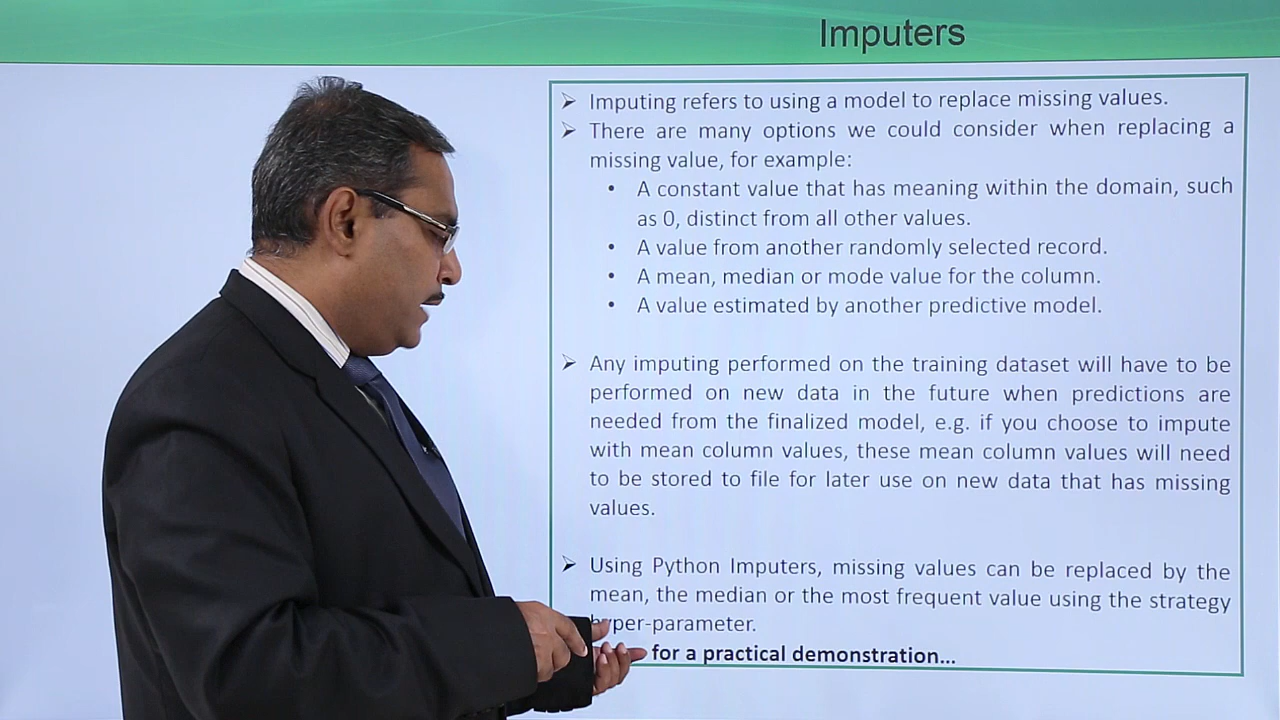 Imputers
➢ Imputing refers to using a model to replace missing values.
➢ There are many options we could consider when replacing a
missing value, for example:
• A constant value that has meaning within the domain, such
as 0, distinct from all other values.
• A value from another randomly selected record.
• A mean, median or mode value for the column.
• A value estimated by another predictive model.
➢ Any imputing performed on the training dataset will have to be
performed on new data in the future when predictions are
needed from the finalized model, e.g. if you choose to impute
with mean column values, these mean column values will need
to be stored to file for later use on new data that has missing
values.
➢ Using Python Imputers, missing values can be replaced by the
mean, the median or the most frequent value using the strategy
hyper-parameter.
for a practical demonstration...